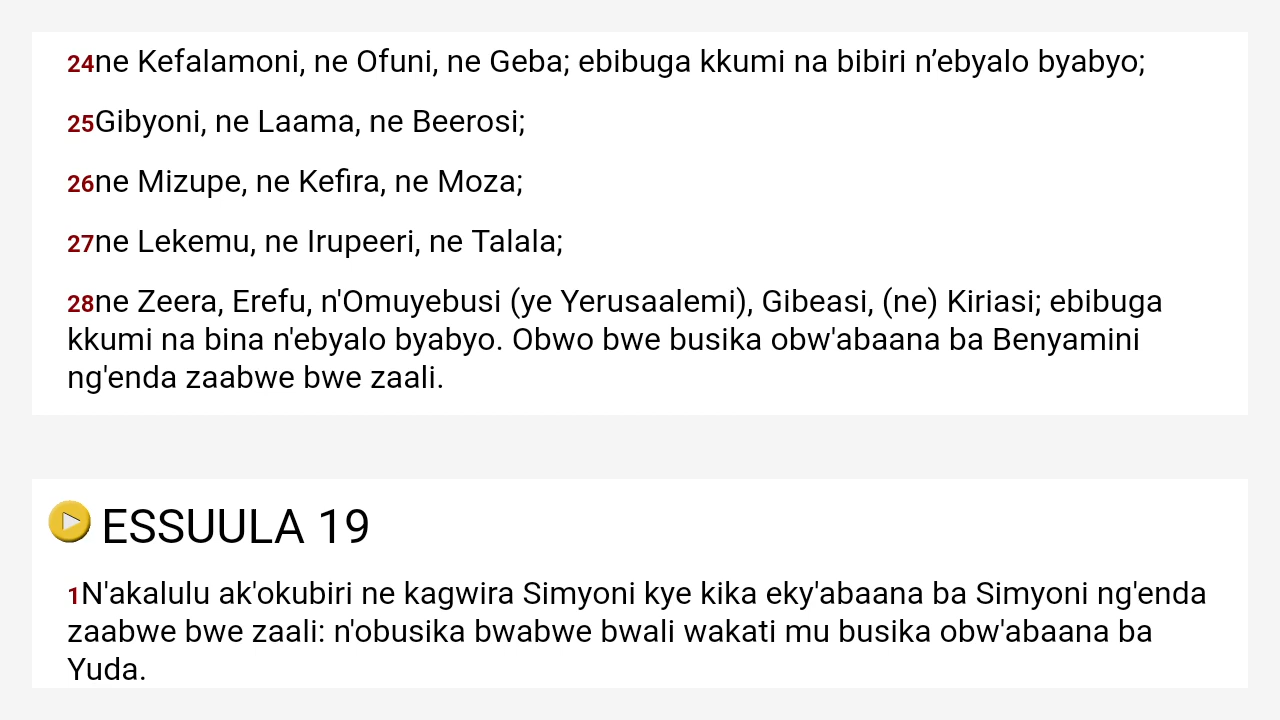 24ne Kefalamoni, ne Ofuni, ne Geba; ebibuga kkumi na bibiri n’ebyalo byabyo;
25Gibyoni, ne Laama, ne Beerosi;
26ne Mizupe, ne Kefira, ne Moza;
27ne Lekemu, ne Irupeeri, ne Talala;
28ne Zeera, Erefu, n'Omuyebusi (ye Yerusaalemi), Gibeasi, (ne) Kiriasi; ebibuga
kkumi na bina n'ebyalo byabyo. Obwo bwe busika obw'abaana ba Benyamini
ng'enda zaabwe bwe zaali.
ESSUULA 19
1N'akalulu ak'okubiri ne kagwira Simyoni kye kika eky'abaana ba Simyoni ng'enda
zaabwe bwe zaali: n'obusika bwabwe bwali wakati mu busika obw'abaana ba
Yuda.